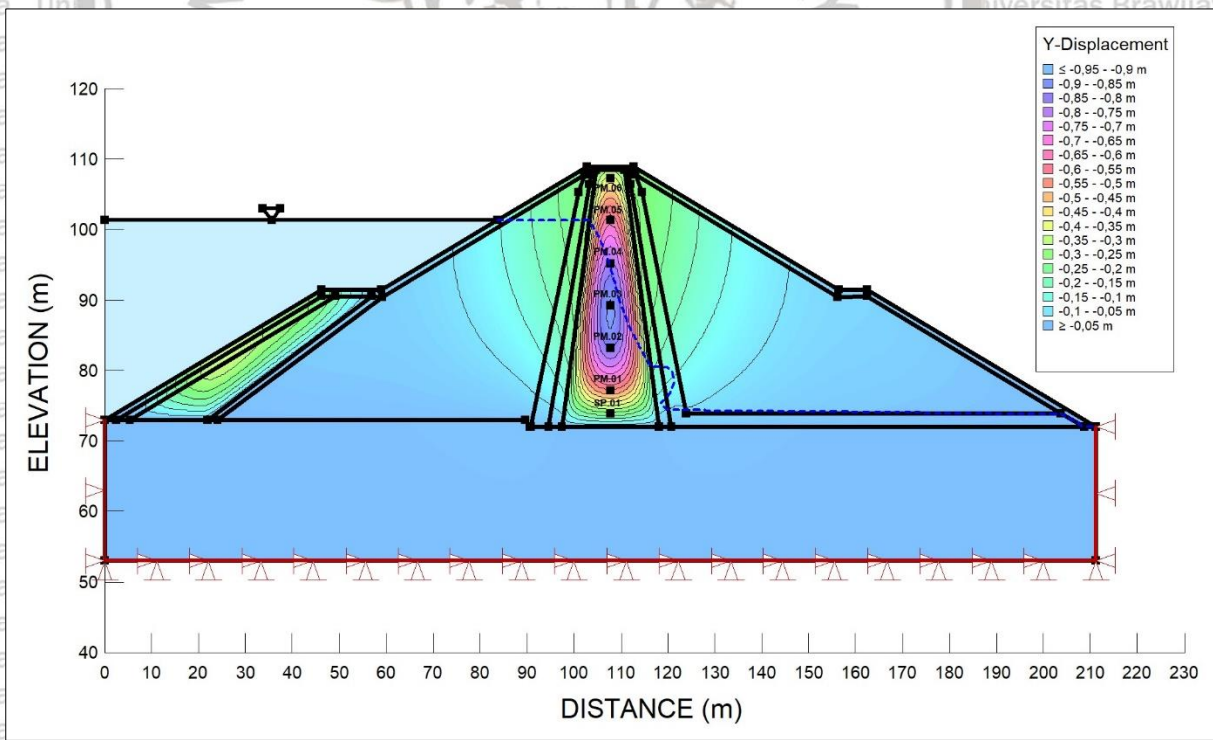 Universitas Brawijaya
Y-Displacement
≤ -0,95 - -0,9 m
-0,9 - -0,85 m
-0,85 - -0,8 m
-0,8 - -0,75 m
-0,75 - -0,7 m
-0,7 - -0,65 m
-0,65 - -0,6 m
-0,6 - -0,55 m
-0,55 - -0,5 m
-0,5 - -0,45 m
-0,45 - -0,4 m
-0,4 - -0,35 m
-0,35 - -0,3 m
-0,3 - -0,25 m
-0,25 - -0,2 m
-0,2 - -0,15 m
-0,15 - -0,1 m
-0,1 - -0,05 m
≥ -0,05 m
120
110
100
90
80
70
60
50
40
ELEVATION (m)
PM.06
PM.05
PM.04
PM.03
PM.02
PM.01
SP.01
0 10 20 30 40 50 60 70 80 90 100 110 120 130 140 150 160 170 180 190 200 210 220 230
DISTANCE (m)